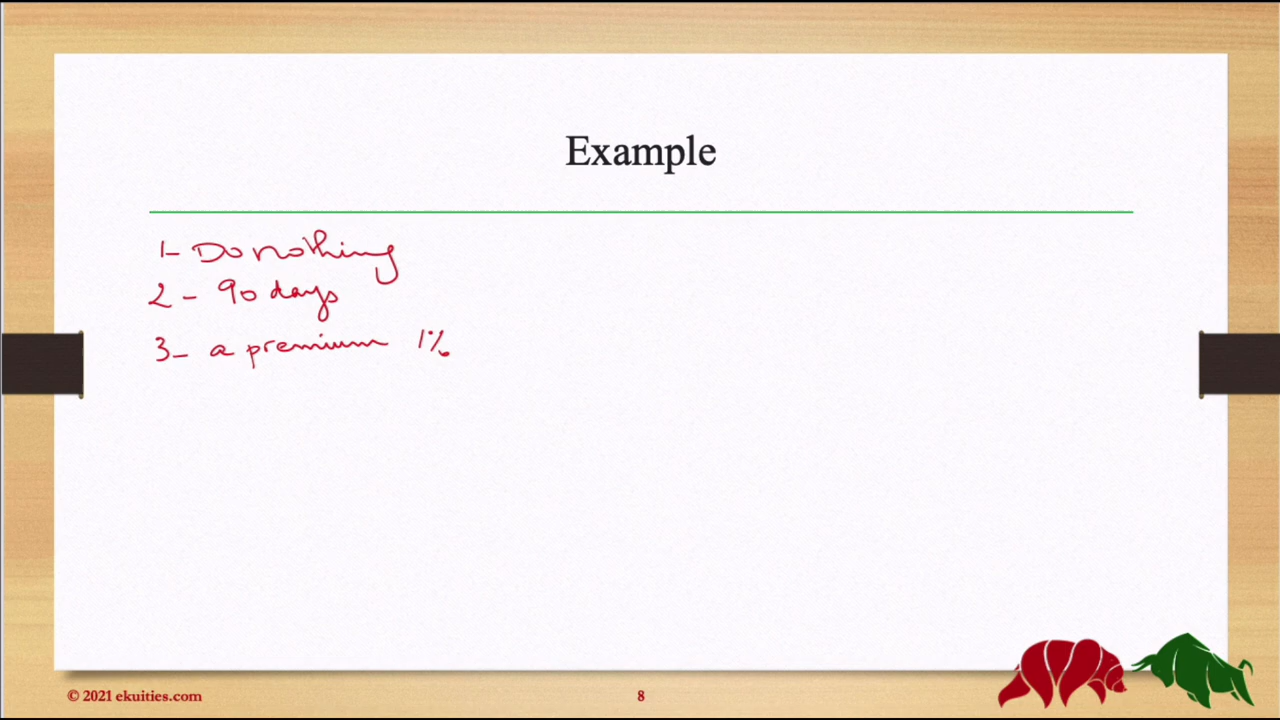 Example
1- Do nothing
2 - 90 days
3- a premium 1%
© 2021 ekuities.com
8